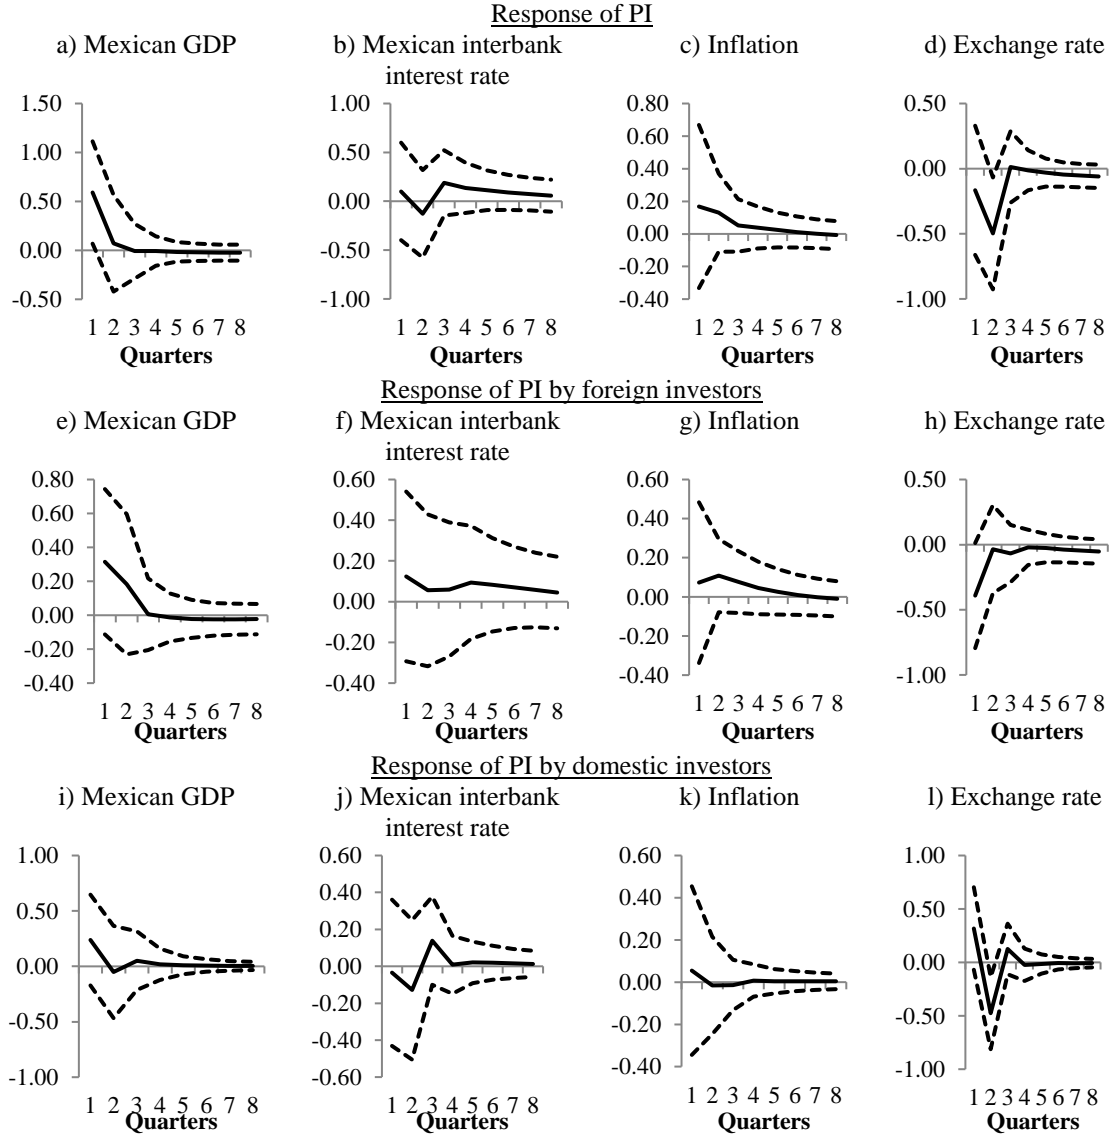 Response of PI
a) Mexican GDP
b) Mexican interbank
interest rate
c) Inflation
d) Exchange rate
1.50
1.00
0.50
0.00
-0.50
1 2 3 4 5 6 7 8
Quarters
1.00
0.50
0.00
-0.50
-1.00
1 2 3 4 5 6 7 8
Quarters
0.80
0.60
0.40
0.20
0.00
-0.20
-0.40
1 2 3 4 5 6 7 8
Quarters
0.50
0.00
-0.50
-1.00
1 2 3 4 5 6 7 8
Quarters
Response of PI by foreign investors
e) Mexican GDP
f) Mexican interbank
interest rate
g) Inflation
h) Exchange rate
0.80
0.60
0.40
0.20
0.00
-0.20
-0.40
1 2 3 4 5 6 7 8
Quarters
0.60
0.40
0.20
0.00
-0.20
-0.40
1 2 3 4 5 6 7 8
Quarters
0.60
0.40
0.20
0.00
-0.20
-0.40
1 2 3 4 5 6 7 8
Quarters
0.50
0.00
-0.50
-1.00
1 2 3 4 5 6 7 8
Quarters
Response of PI by domestic investors
i) Mexican GDP
j) Mexican interbank
interest rate
k) Inflation
l) Exchange rate
1.00
0.50
0.00
-0.50
-1.00
1 2 3 4 5 6 7 8
Quarters
0.60
0.40
0.20
0.00
-0.20
-0.40
-0.60
1 2 3 4 5 6 7 8
Quarters
0.60
0.40
0.20
0.00
-0.20
-0.40
1 2 3 4 5 6 7 8
Quarters
1.00
0.50
0.00
-0.50
-1.00
1 2 3 4 5 6 7 8
Quarters